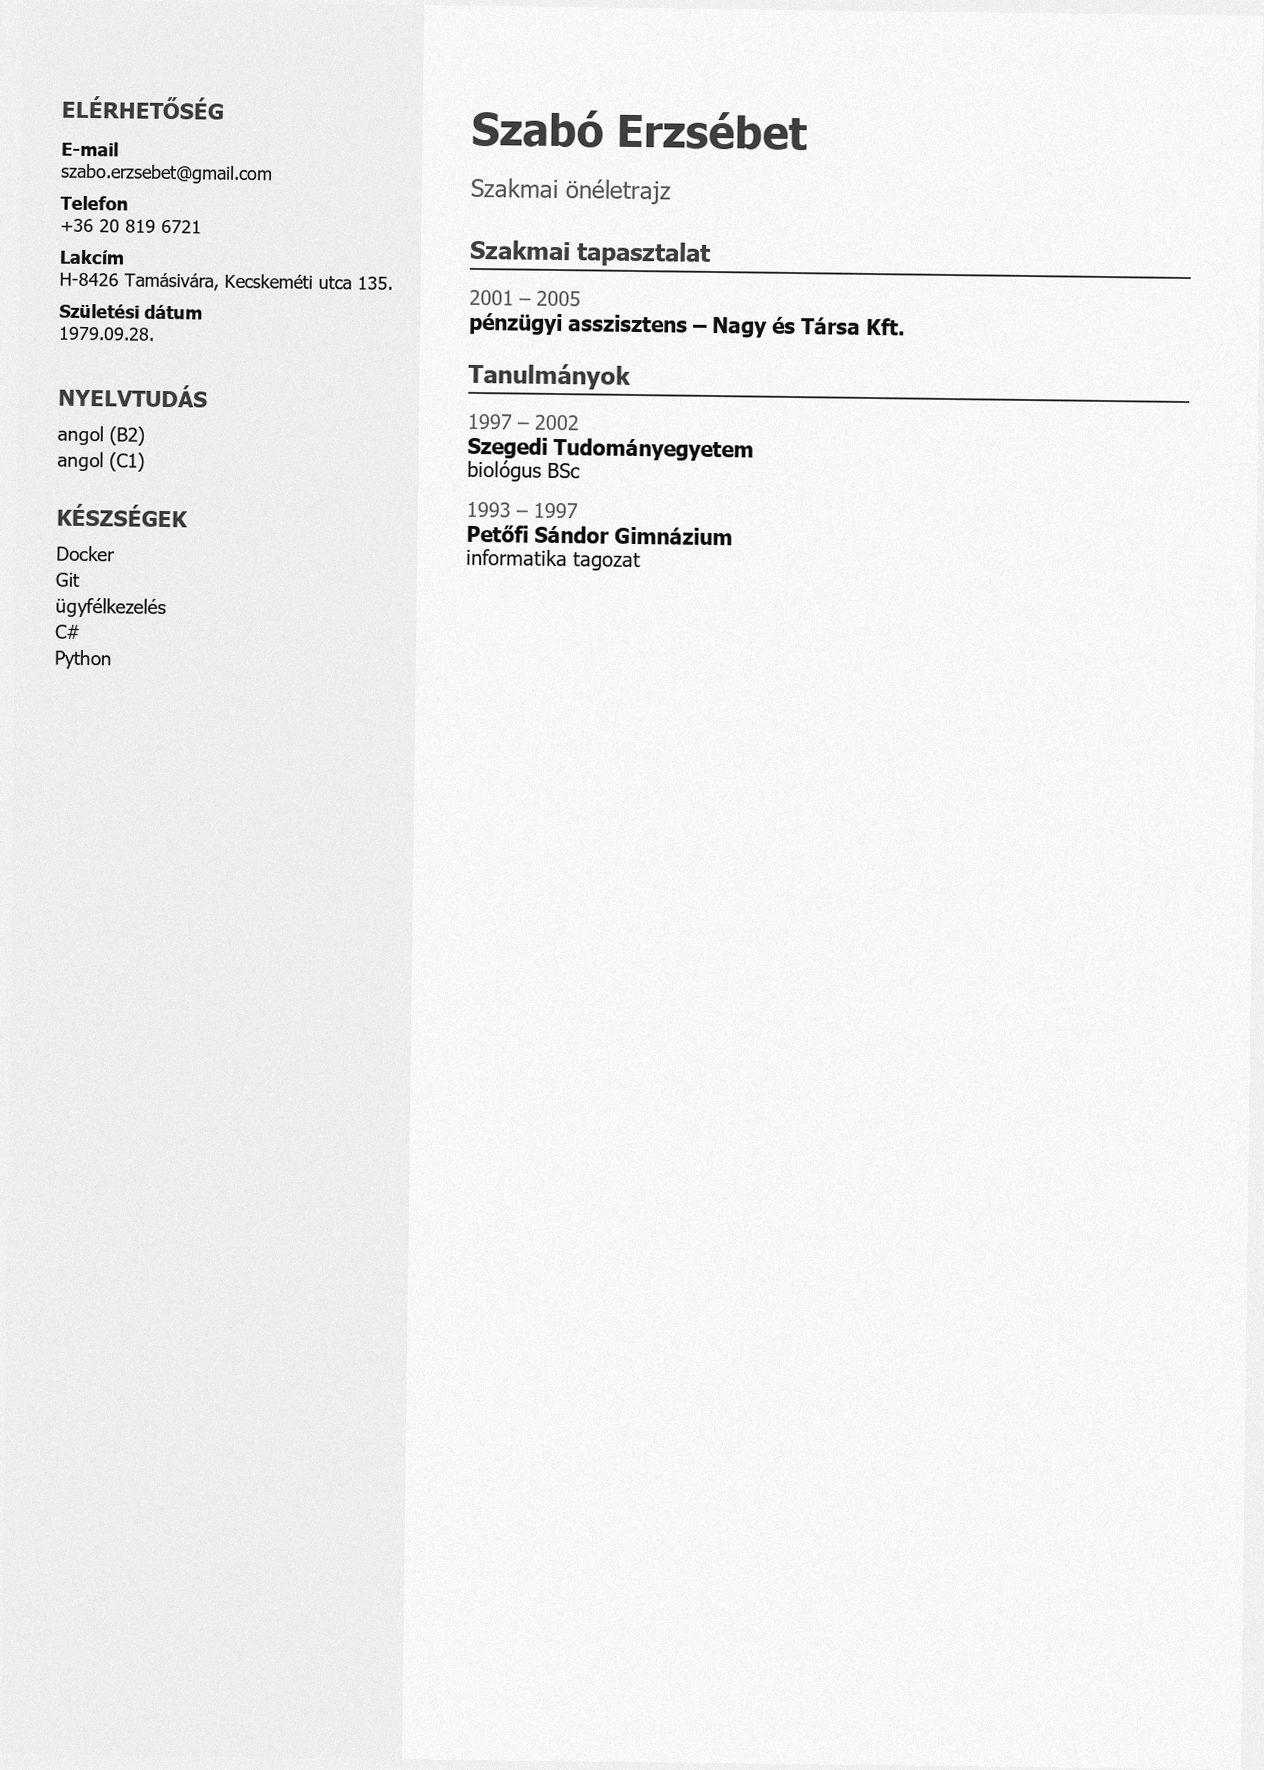 ELÉRHETŐSÉG
E-mail
szabo.erzsebet@gmail.com
Telefon
+36 20 819 6721
Lakcím
H-8426 Tamásivára, Kecskeméti utca 135.
Születési dátum
1979.09.28.
NYELVTUDÁS
angol (B2)
angol (C1)
KÉSZSÉGEK
Docker
Git
ügyfélkezelés
C#
Python
Szabó Erzsébet
Szakmai önéletrajz
Szakmai tapasztalat
2001 – 2005
pénzügyi asszisztens – Nagy és Társa Kft.
Tanulmányok
1997 – 2002
Szegedi Tudományegyetem
biológus BSc
1993 – 1997
Petőfi Sándor Gimnázium
informatika tagozat